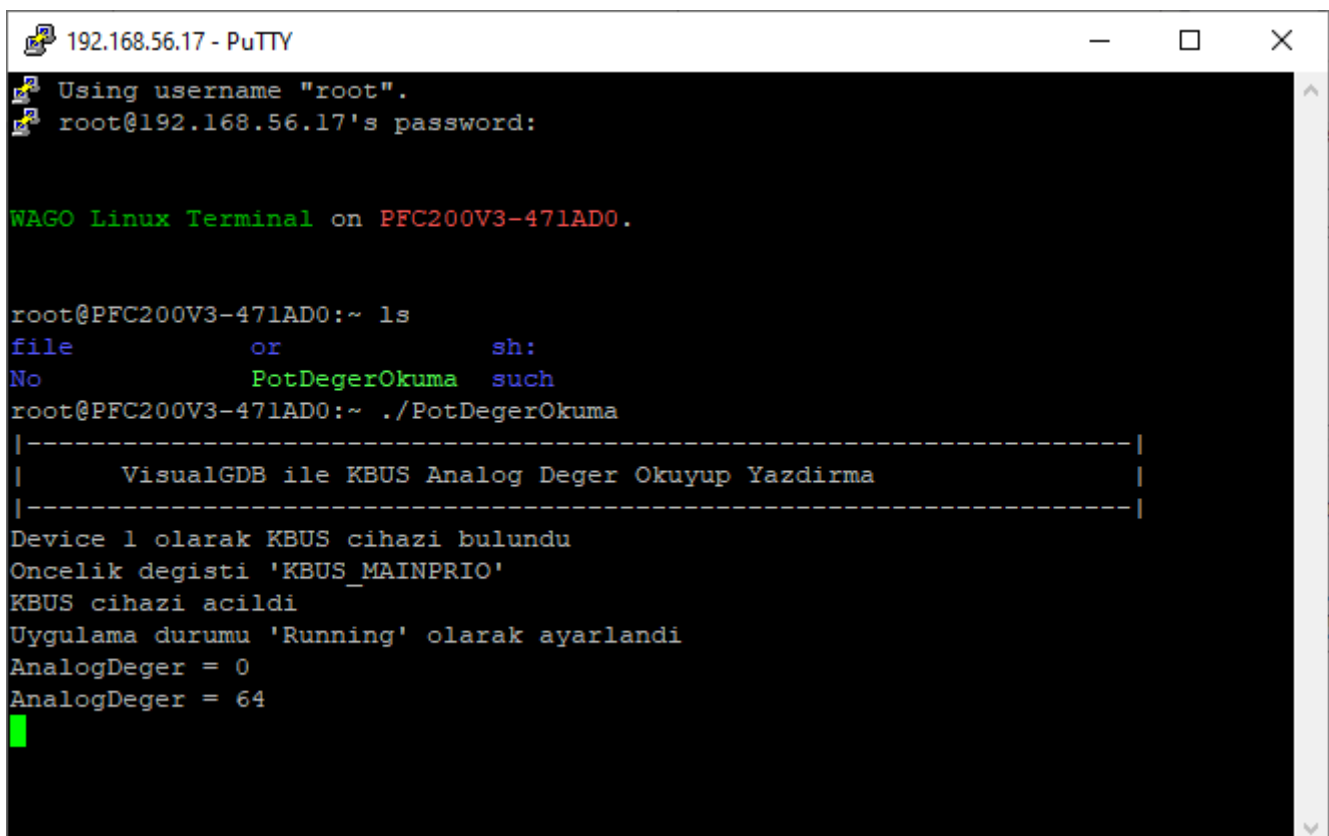 192.168.56.17 - PuTTY
Using username "root".
root@192.168.56.17's password:
WAGO Linux Terminal on PFC200V3-471AD0.
root@PFC200V3-471AD0:~ ls
file or sh:
No PotDegerOkuma such
root@PFC200V3-471AD0:~ ./PotDegerOkuma
|---------------------------------------------------------------------|
| VisualGDB ile KBUS Analog Deger Okuyup Yazdirma |
|---------------------------------------------------------------------|
Device 1 olarak KBUS cihazi bulundu
Oncelik degisti 'KBUS_MAINPRIO'
KBUS cihazi acildi
Uygulama durumu 'Running' olarak ayarlandi
AnalogDeger = 0
AnalogDeger = 64